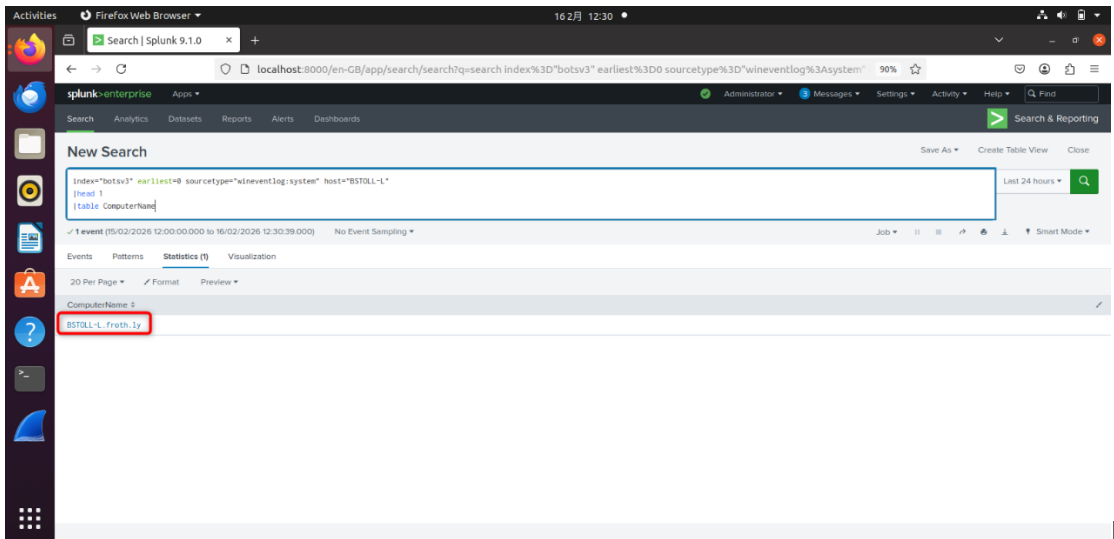 Activities Firefox Web Browser 16 2月 12:30
Search | Splunk 9.1.0
localhost:8000/en-GB/app/search/search?q=search index%3D"botsv3" earliest%3D0 sourcetype%3D"wineventlog%3Asystem" 90%
splunk>enterprise Apps Administrator 3 Messages Settings Activity Help Find
Search Analytics Datasets Reports Alerts Dashboards Search & Reporting
New Search Save As Create Table View Close
index="botsv3" earliest=0 sourcetype="wineventlog:system" host="BSTOLL-L" Last 24 hours
|head 1
|table ComputerName
✓ 1 event (15/02/2026 12:00:00.000 to 16/02/2026 12:30:39.000) No Event Sampling Job Smart Mode
Events Patterns Statistics (1) Visualization
20 Per Page Format Preview
ComputerName
BSTOLL-L.froth.ly